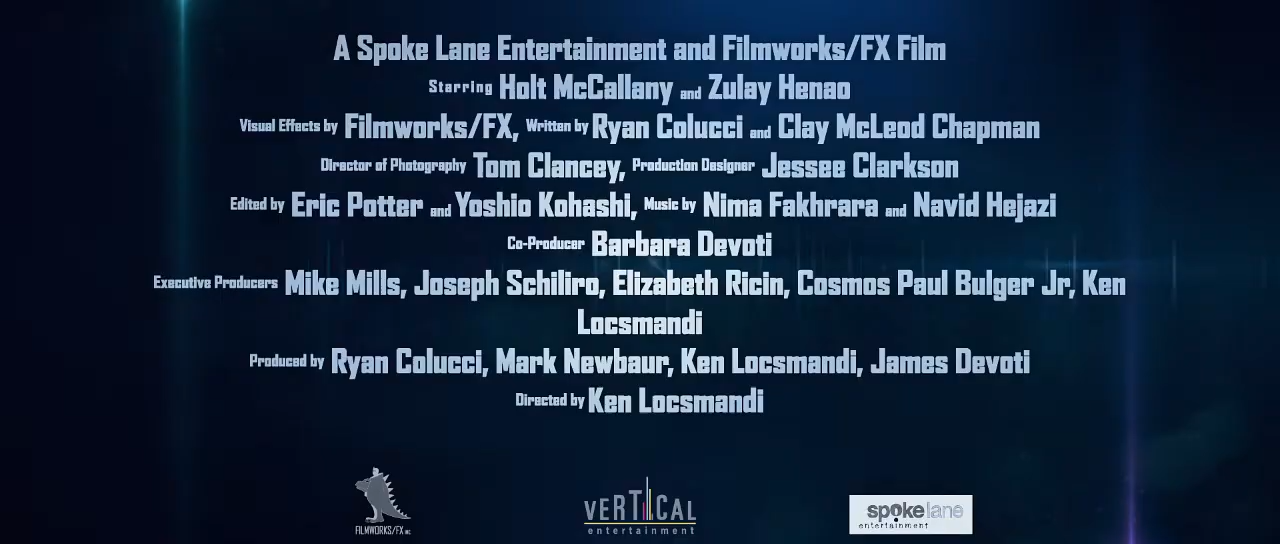 A Spoke Lane Entertainment and Filmworks/FX Film
Starring Holt McCallany and Zulay Henao
Visual Effects by Filmworks/FX, Written by Ryan Colucci and Clay McLeod Chapman
Director of Photography Tom Clancey, Production Designer Jessee Clarkson
Edited by Eric Potter and Yoshio Kohashi, Music by Nima Fakhrara and Navid Hejazi
Co-Producer Barbara Devoti
Executive Producers Mike Mills, Joseph Schiliro, Elizabeth Ricin, Cosmos Paul Bulger Jr, Ken
Locsmandi
Produced by Ryan Colucci, Mark Newbaur, Ken Locsmandi, James Devoti
Directed by Ken Locsmandi
FILMWORKS/FX INC
VERTICAL
entertainment
spokelane
entertainment